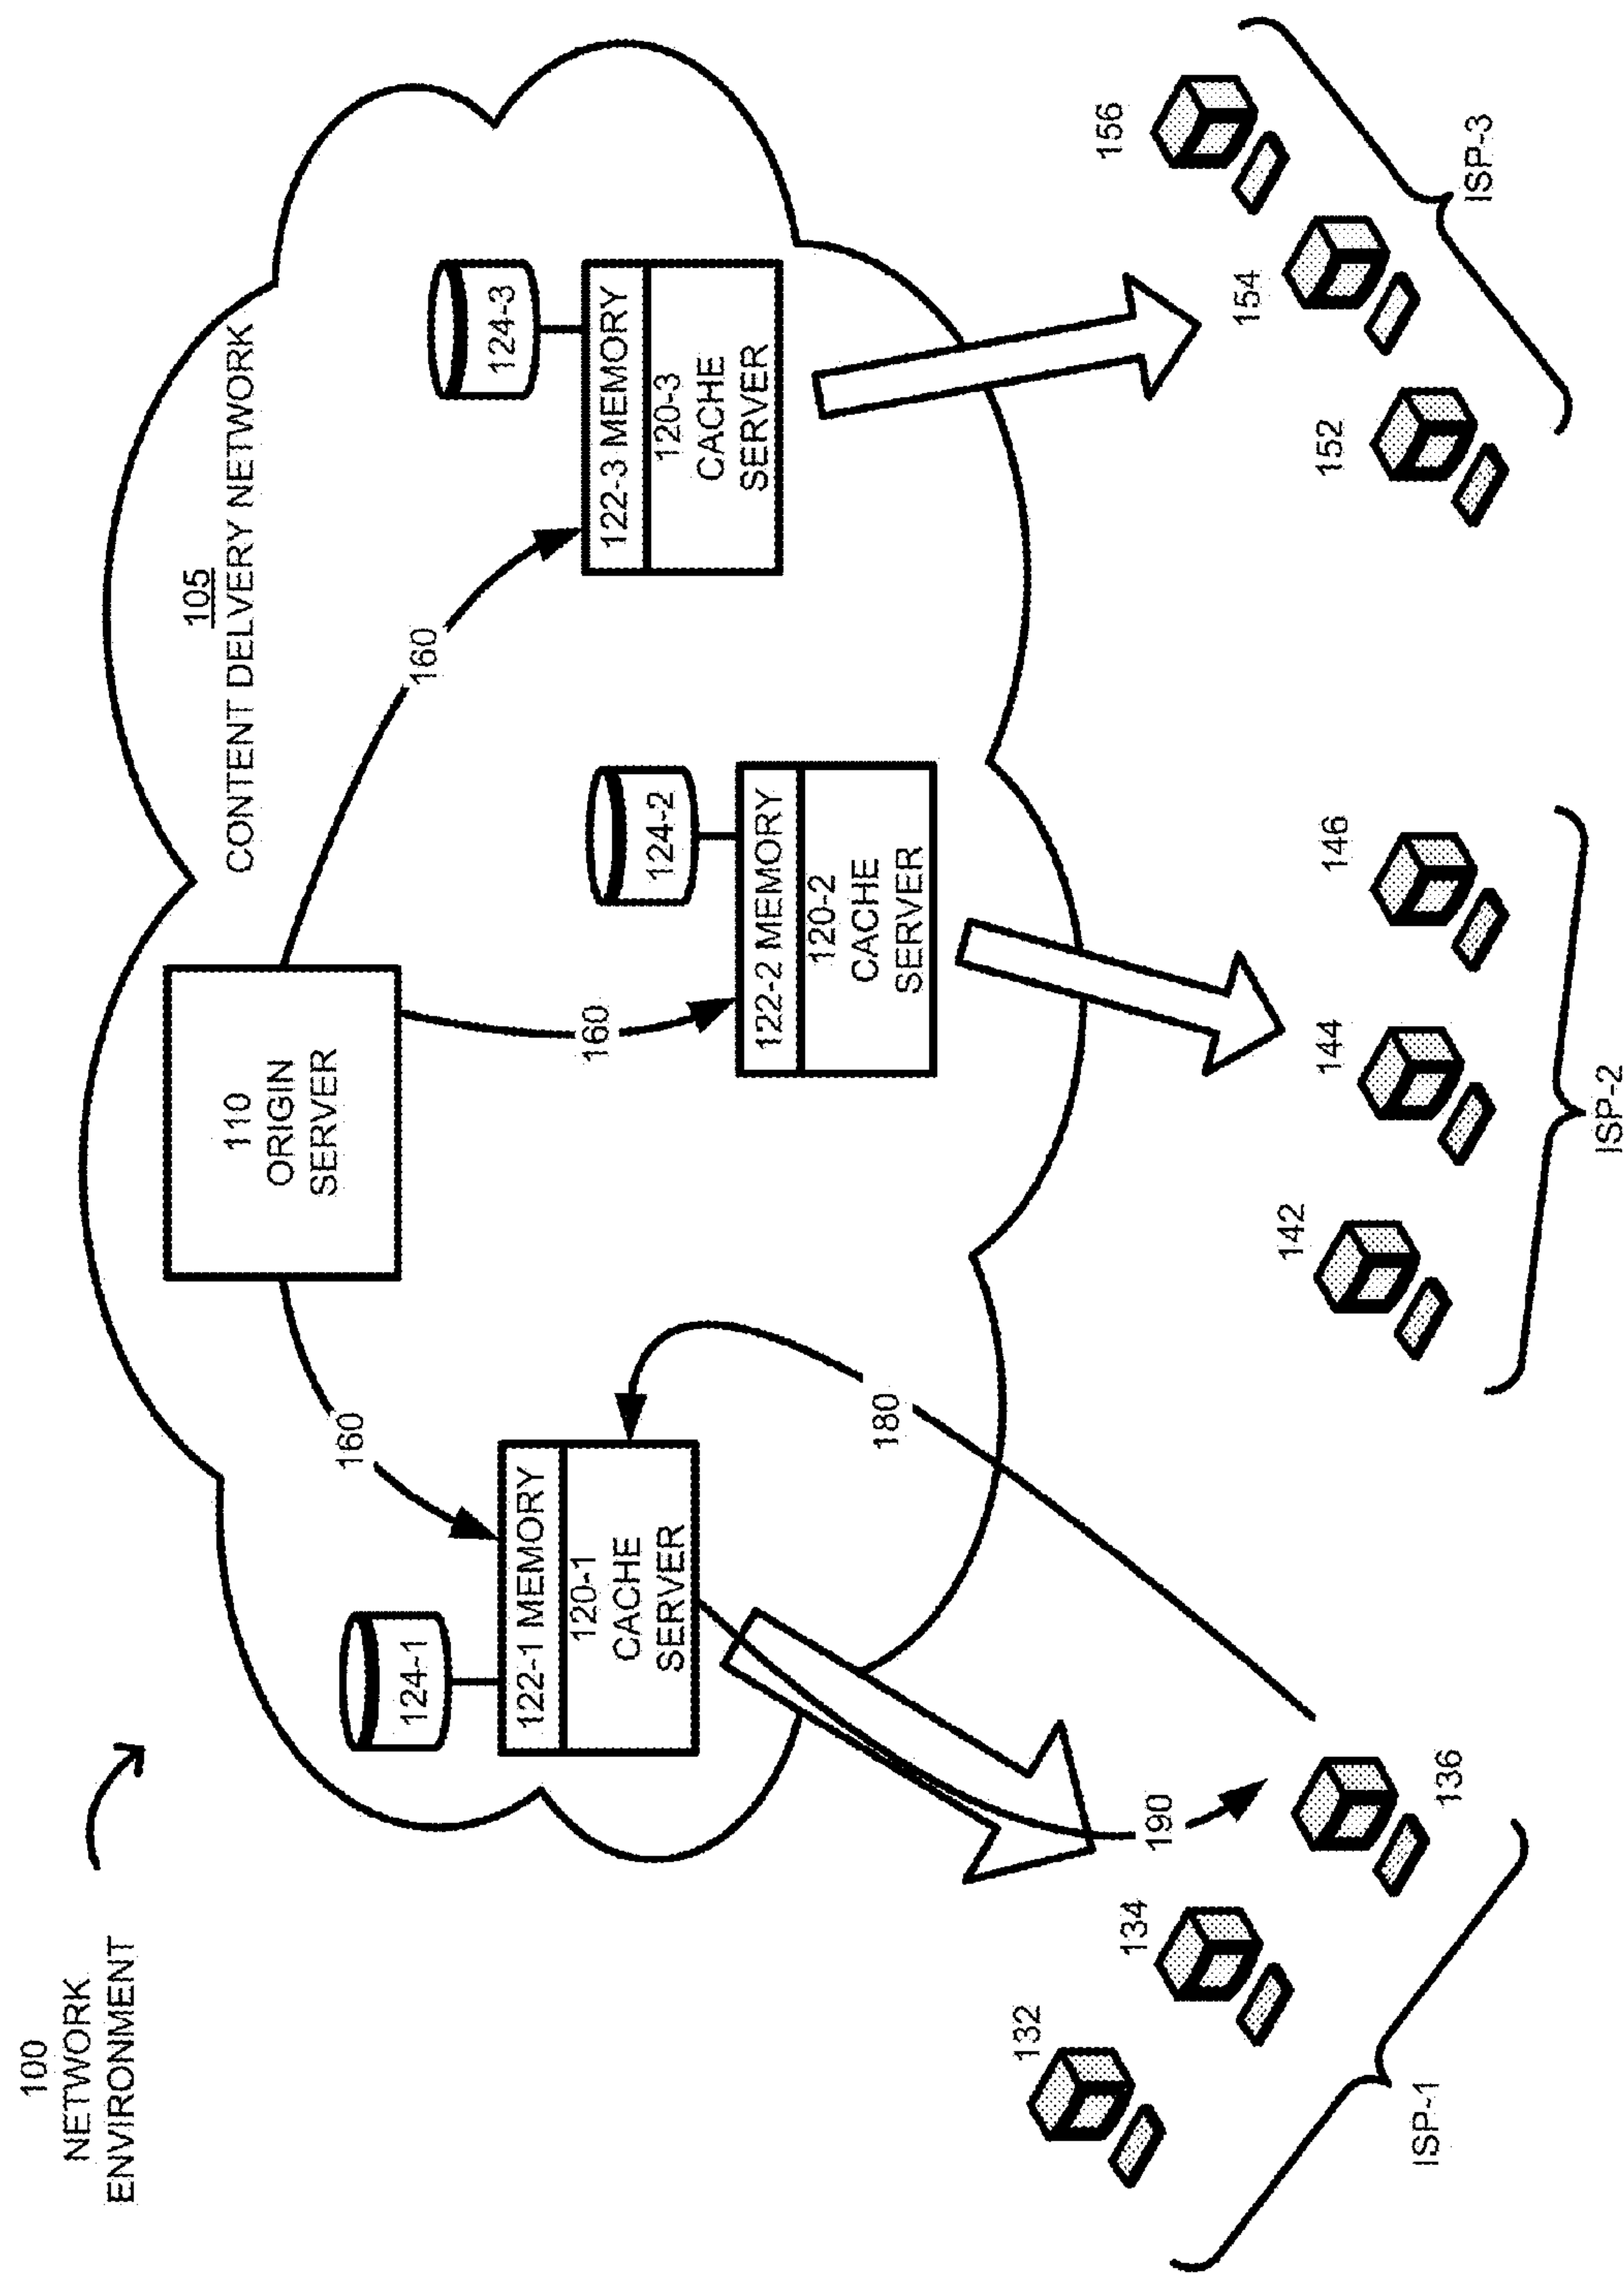 100
NETWORK
ENVIRONMENT
105
CONTENT DELIVERY NETWORK
110
ORIGIN
SERVER
160
160
160
124-1
122-1 MEMORY
120-1
CACHE
SERVER
124-2
122-2 MEMORY
120-2
CACHE
SERVER
124-3
122-3 MEMORY
120-3
CACHE
SERVER
180
190
132
134
136
ISP-1
142
144
146
ISP-2
152
154
156
ISP-3